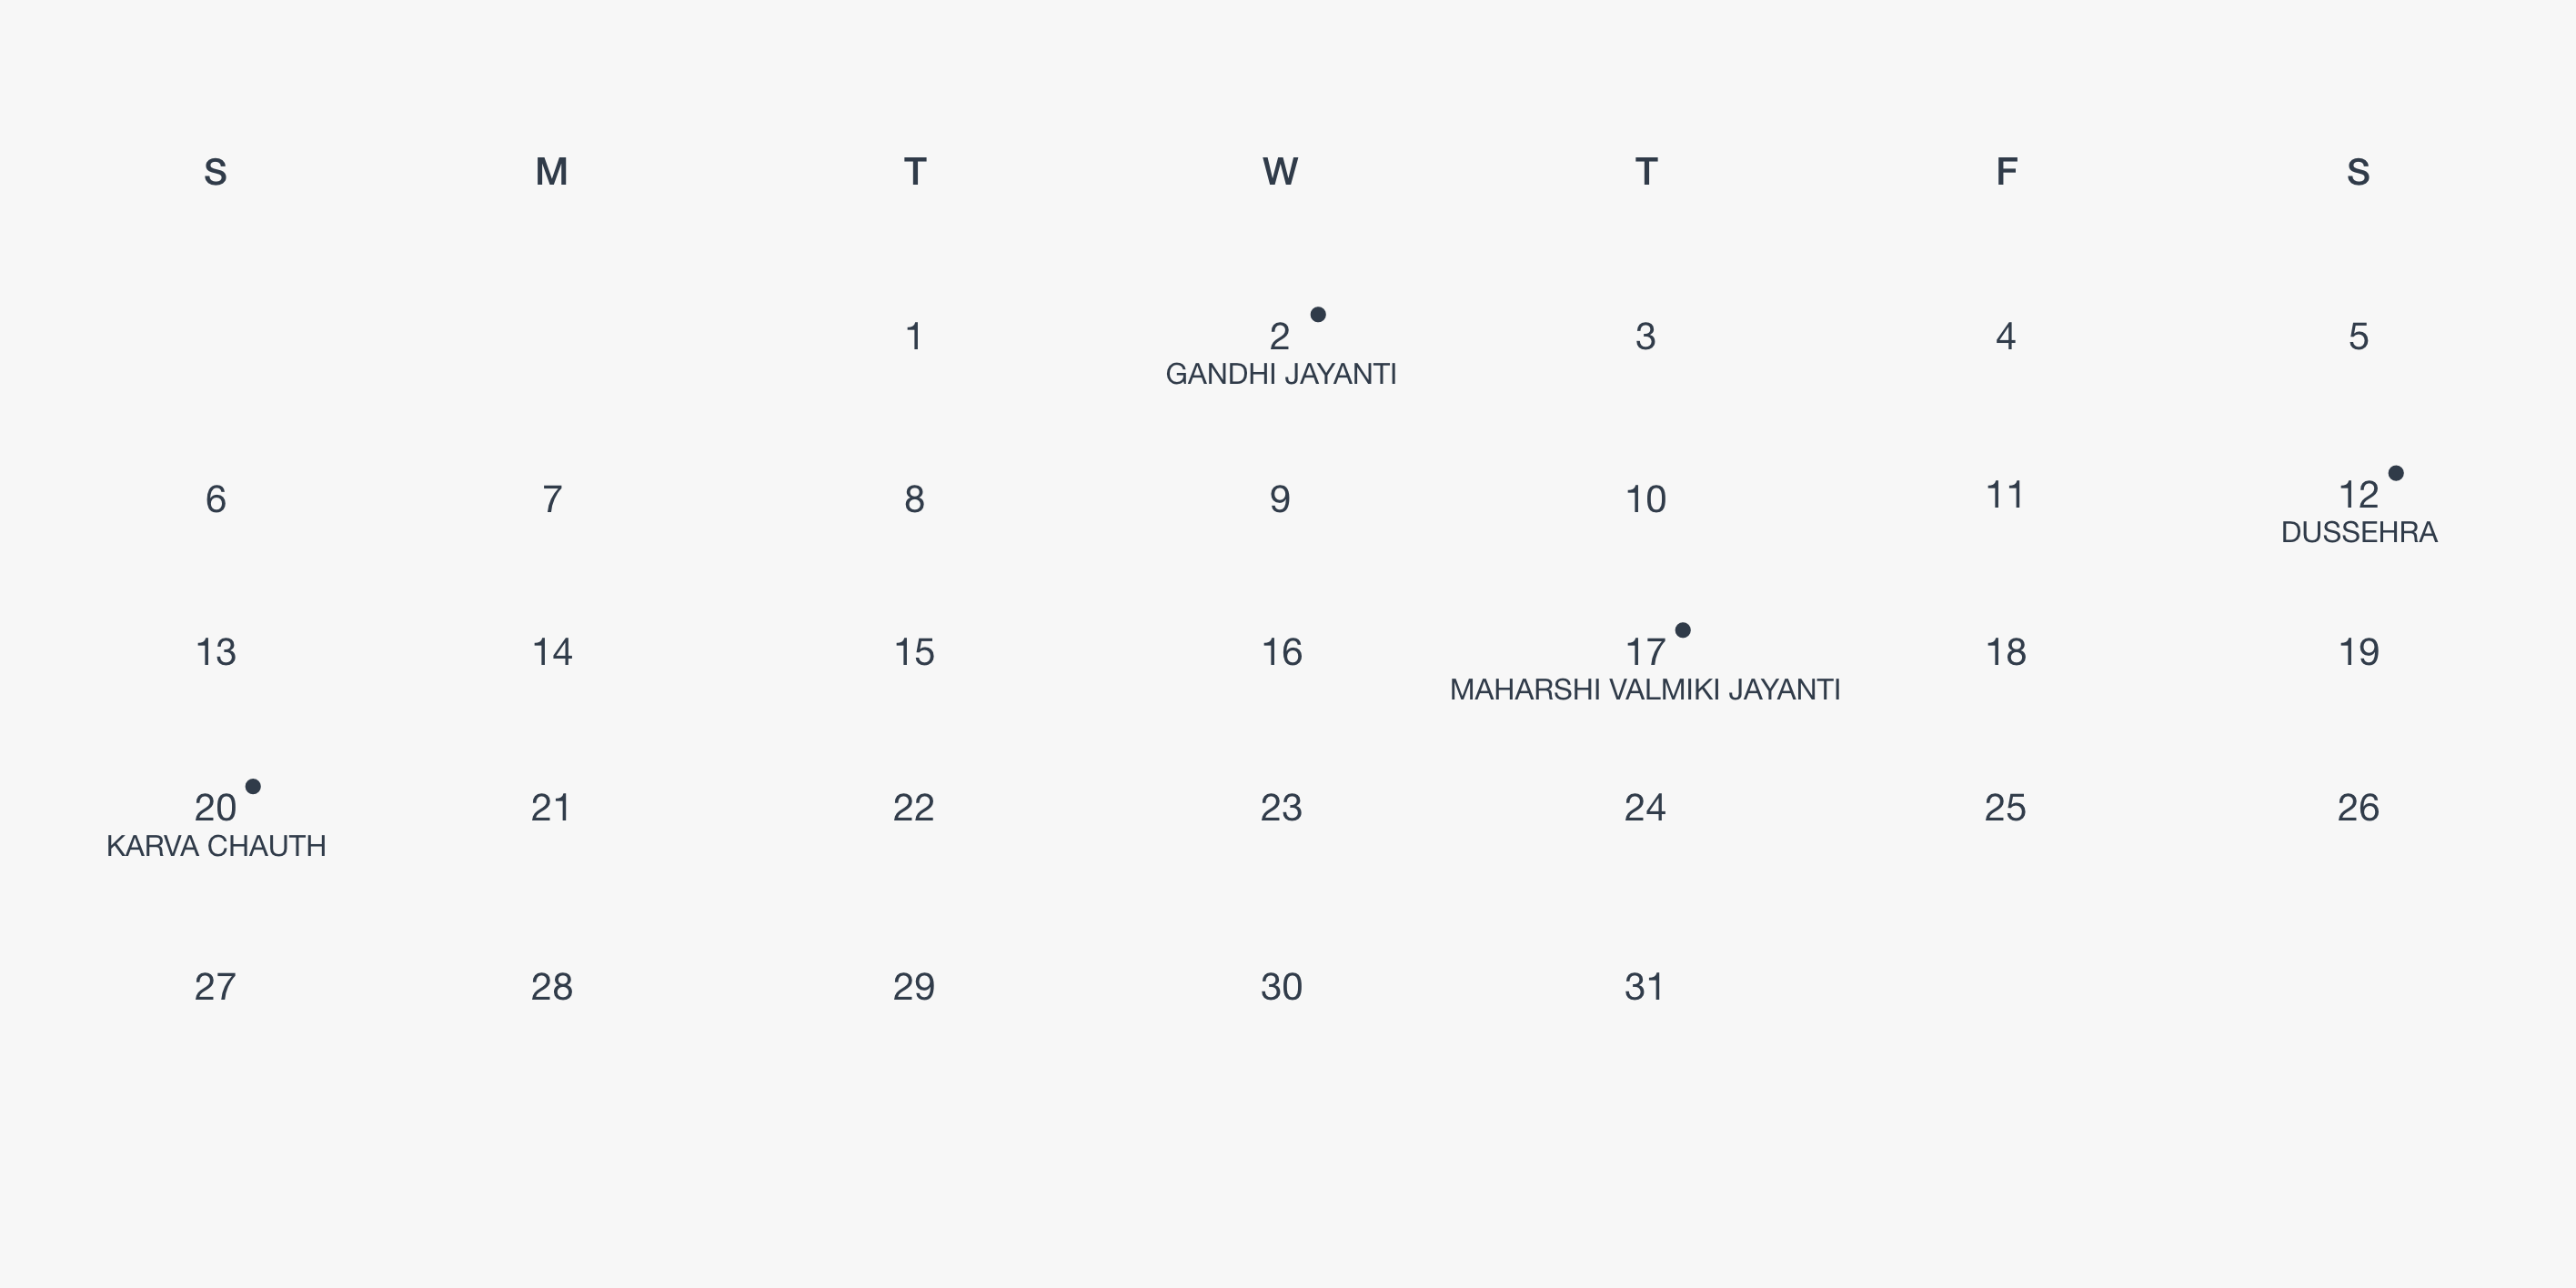 S M T W T F S
1 2 3 4 5
GANDHI JAYANTI
6 7 8 9 10 11 12
DUSSEHRA
13 14 15 16 17 18 19
MAHARSHI VALMIKI JAYANTI
20 21 22 23 24 25 26
KARVA CHAUTH
27 28 29 30 31